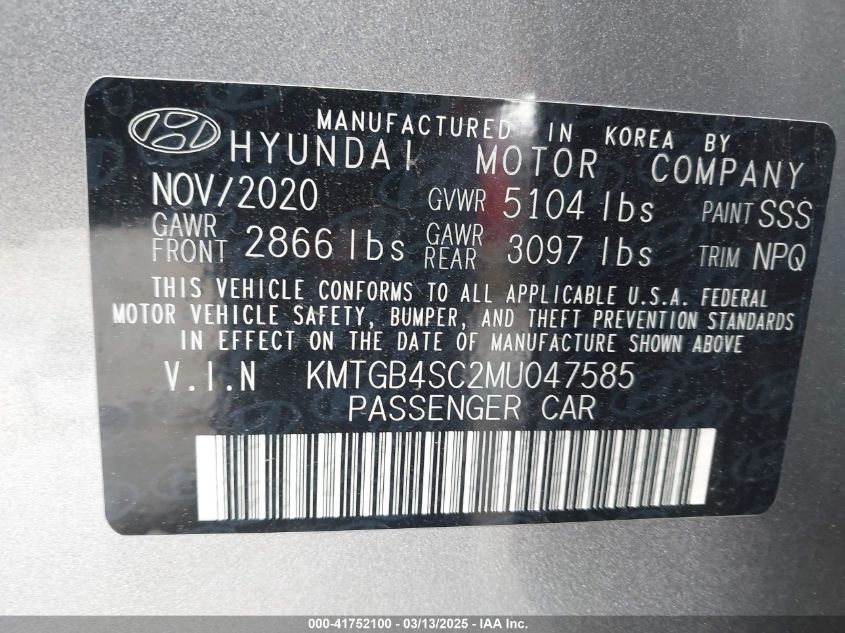 MANUFACTURED IN KOREA BY
HYUNDAI MOTOR COMPANY
NOV/2020 GVWR 5104 lbs PAINT SSS
GAWR FRONT 2866 lbs GAWR REAR 3097 lbs TRIM NPQ
THIS VEHICLE CONFORMS TO ALL APPLICABLE U.S.A. FEDERAL
MOTOR VEHICLE SAFETY, BUMPER, AND THEFT PREVENTION STANDARDS
IN EFFECT ON THE DATE OF MANUFACTURE SHOWN ABOVE
V.I.N KMTGB4SC2MU047585
PASSENGER CAR
000-41752100 - 03/13/2025 - IAA Inc.